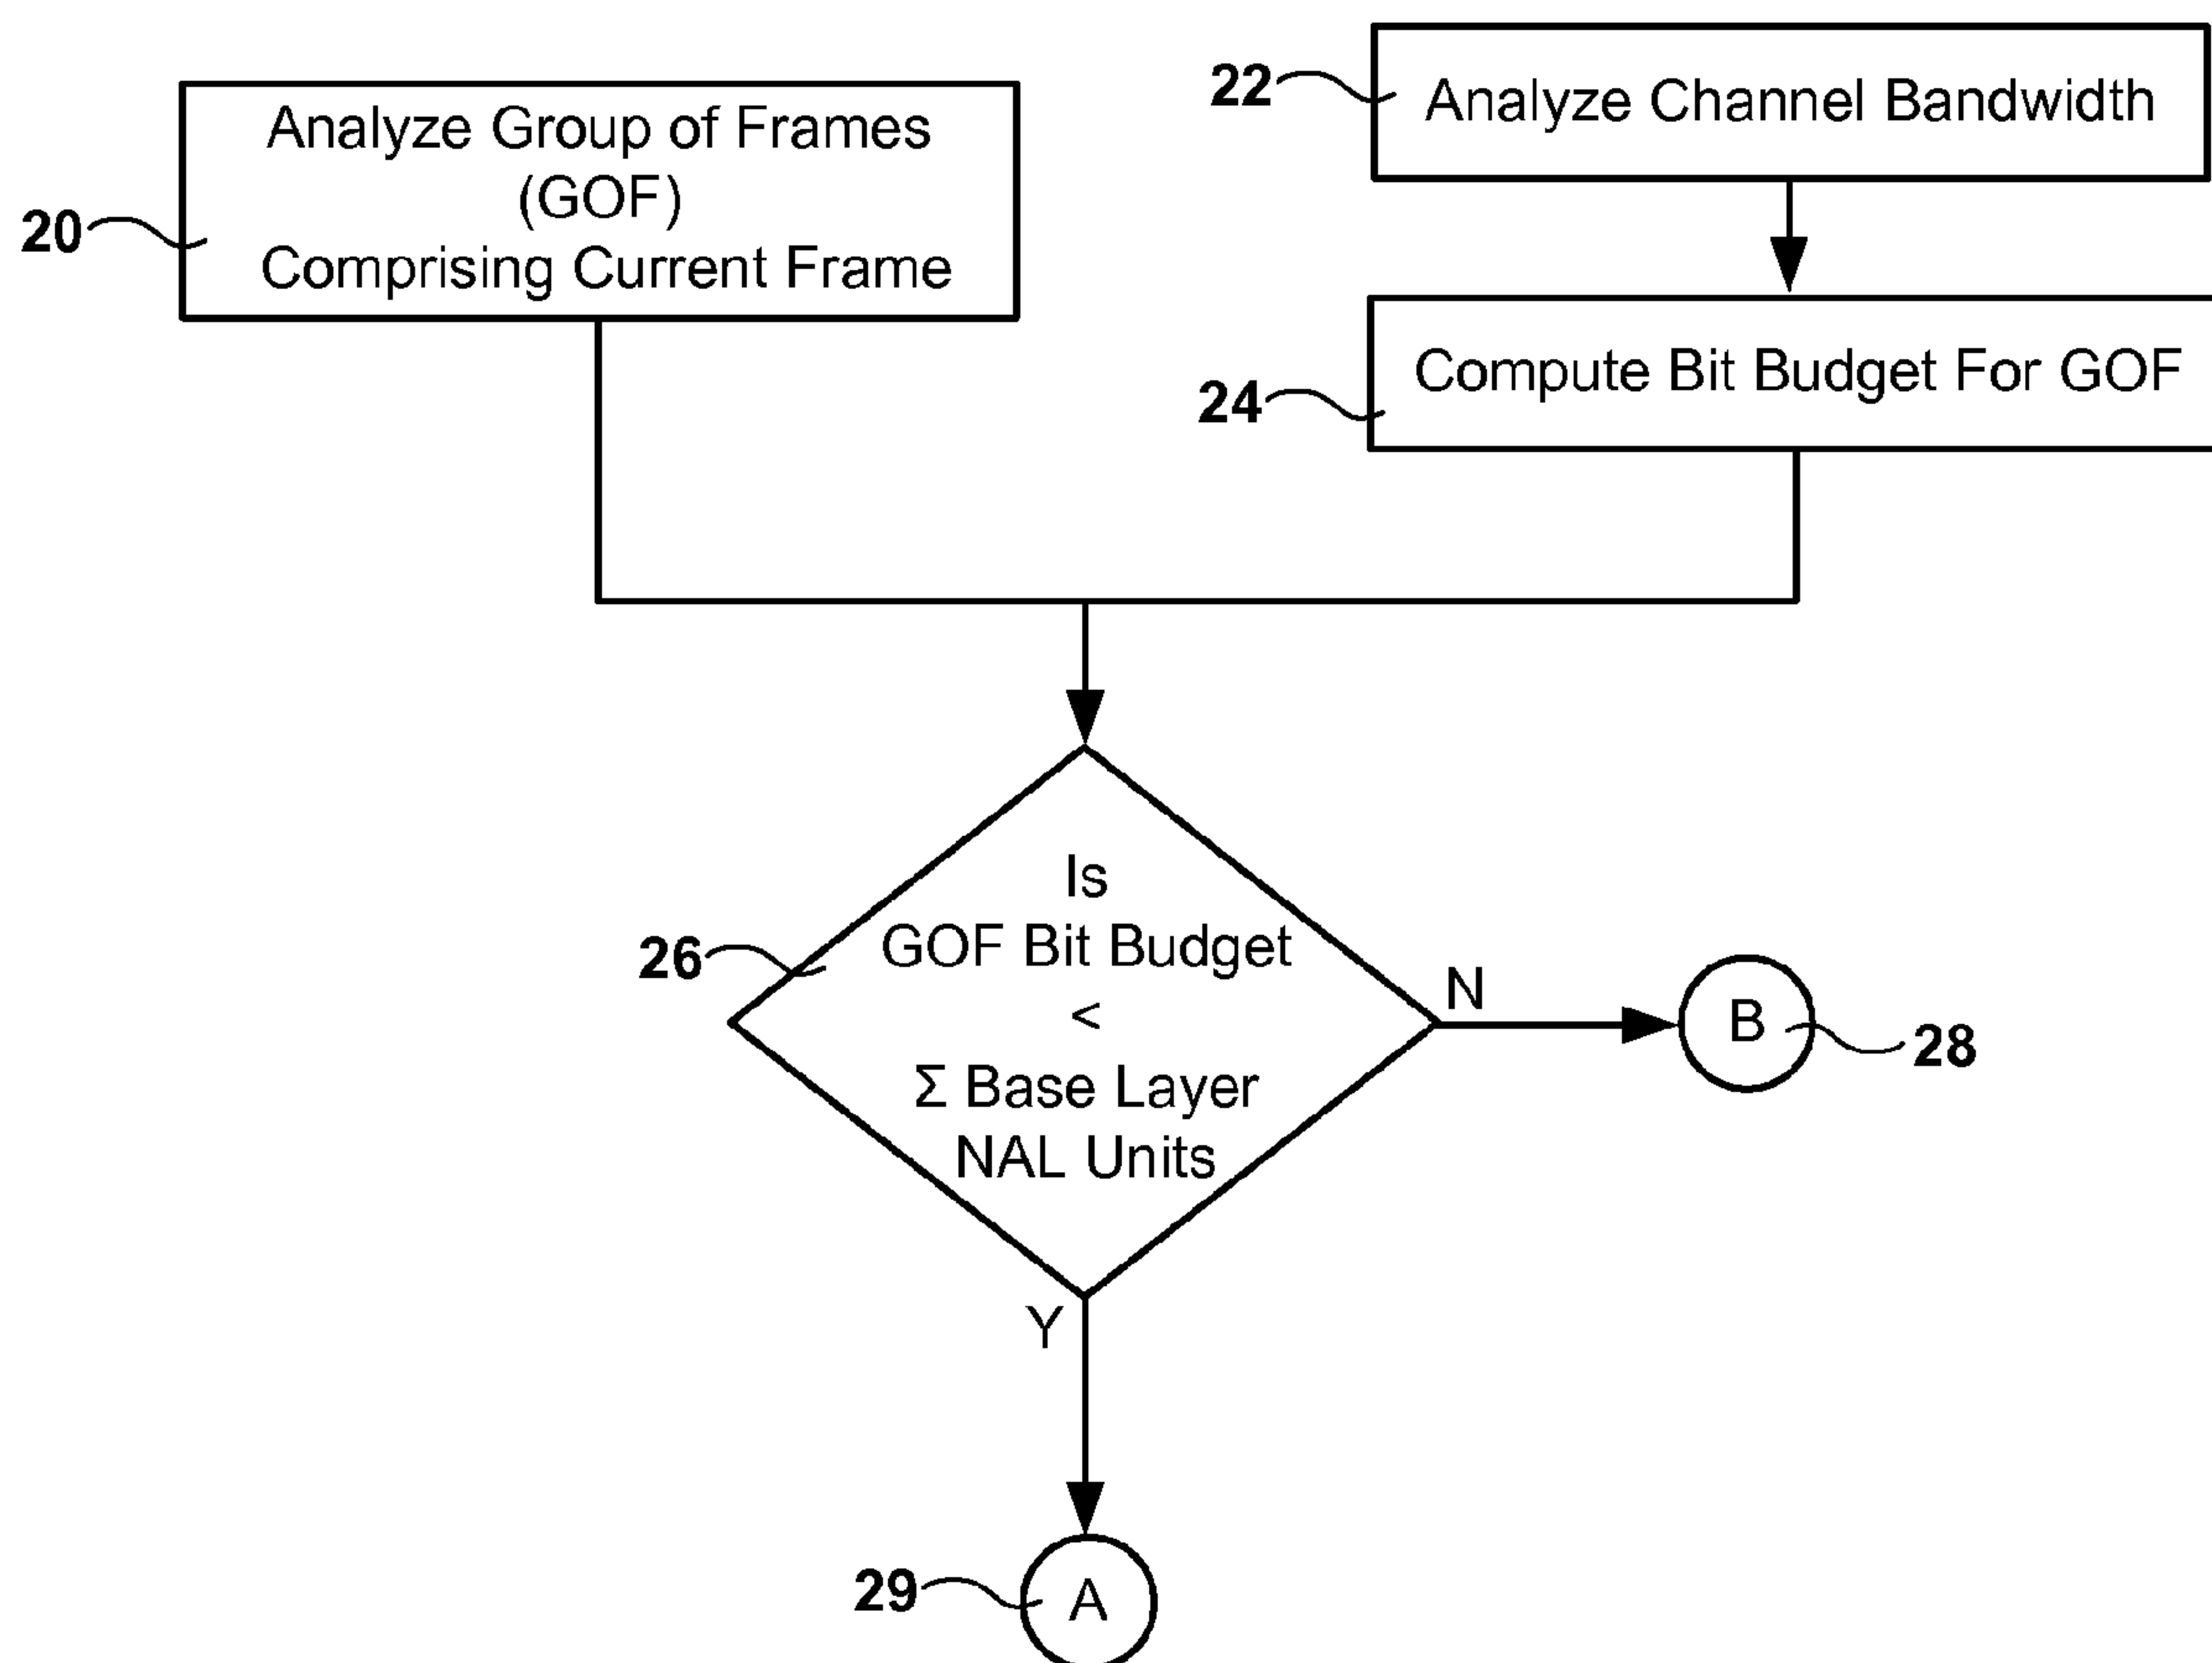 22
Analyze Channel Bandwidth
20
Analyze Group of Frames
(GOF)
Comprising Current Frame
24
Compute Bit Budget For GOF
26
Is
GOF Bit Budget
<
Σ Base Layer
NAL Units
N
B
28
Y
29
A